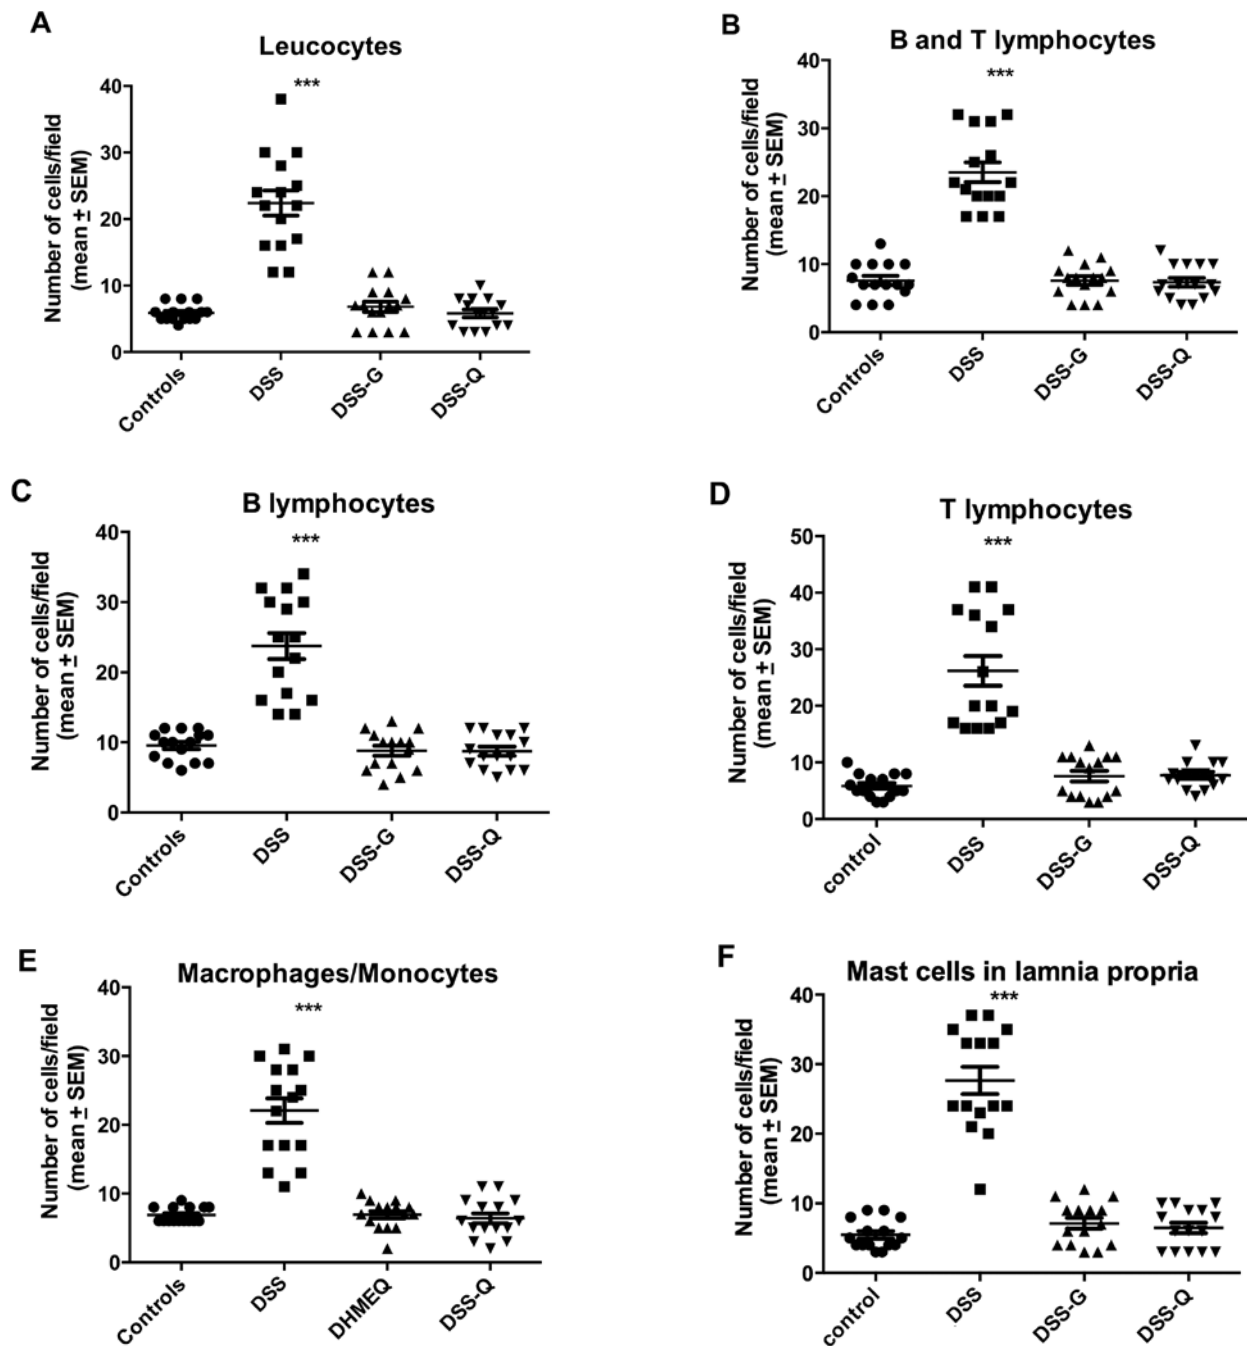 A
Leucocytes
***
Number of cells/field
(mean ± SEM)
40
30
20
10
0
Controls
DSS
DSS-G
DSS-Q
B
B and T lymphocytes
***
Number of cells/field
(mean ± SEM)
40
30
20
10
0
Controls
DSS
DSS-G
DSS-Q
C
B lymphocytes
***
Number of cells/field
(mean ± SEM)
40
30
20
10
0
Controls
DSS
DSS-G
DSS-Q
D
T lymphocytes
***
Number of cells/field
(mean ± SEM)
50
40
30
20
10
0
control
DSS
DSS-G
DSS-Q
E
Macrophages/Monocytes
***
Number of cells/field
(mean ± SEM)
40
30
20
10
0
Controls
DSS
DHMEQ
DSS-Q
F
Mast cells in lamnia propria
***
Number of cells/field
(mean ± SEM)
40
30
20
10
0
control
DSS
DSS-G
DSS-Q